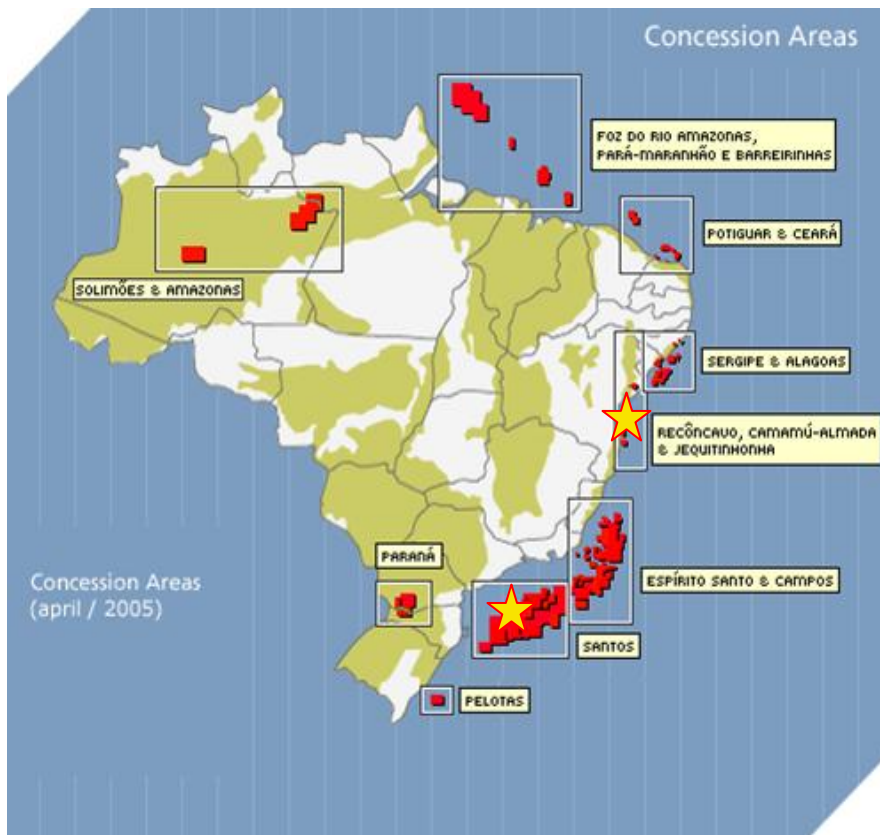 Concession Areas
FOZ DO RIO AMAZONAS,
PARÁ-MARANHÃO E BARREIRINHAS
POTIGUAR & CEARÁ
SOLIMÕES & AMAZONAS
SERGIPE & ALAGOAS
RECÔNCAVO, CAMAMÚ-ALMADA
& JEQUITINHONHA
PARANÁ
ESPÍRITO SANTO & CAMPOS
Concession Areas
(april / 2005)
SANTOS
PELOTAS